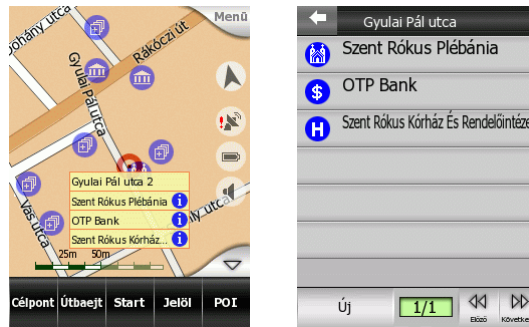 Menü
Dohány utca
Rákóczi út
Gyulai Pál utca
Vas utca
Gyulai Pál utca 2
Szent Rókus Plébánia
OTP Bank
Szent Rókus Kórház...
25m 50m
Célpont Útbaejt Start Jelöl POI
Gyulai Pál utca
Szent Rókus Plébánia
OTP Bank
Szent Rókus Kórház És Rendelőintéze
Új
1/1
Előző
Következ